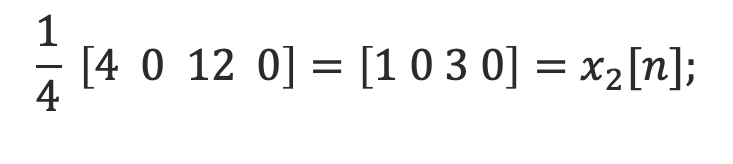 1/4 [4 0 12 0] = [1 0 3 0] = x₂[n];